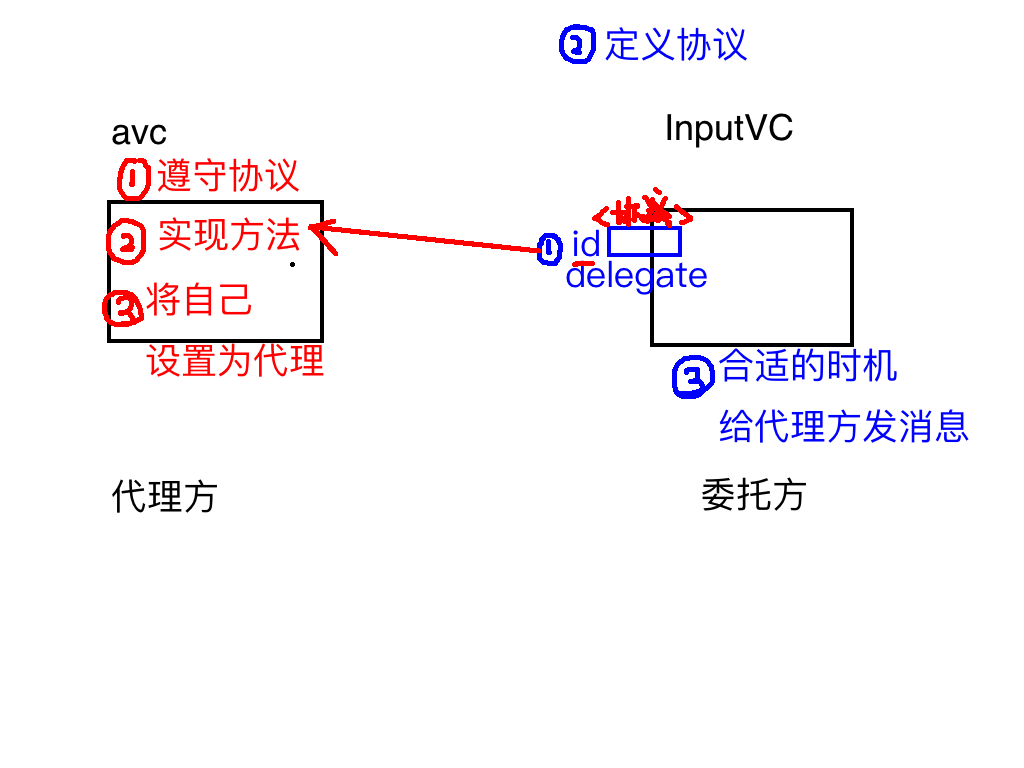 ② 定义协议
avc
InputVC
① 遵守协议
② 实现方法
< >
① id
delegate
③ 将自己
设置为代理
③ 合适的时机
给代理方发消息
代理方
委托方